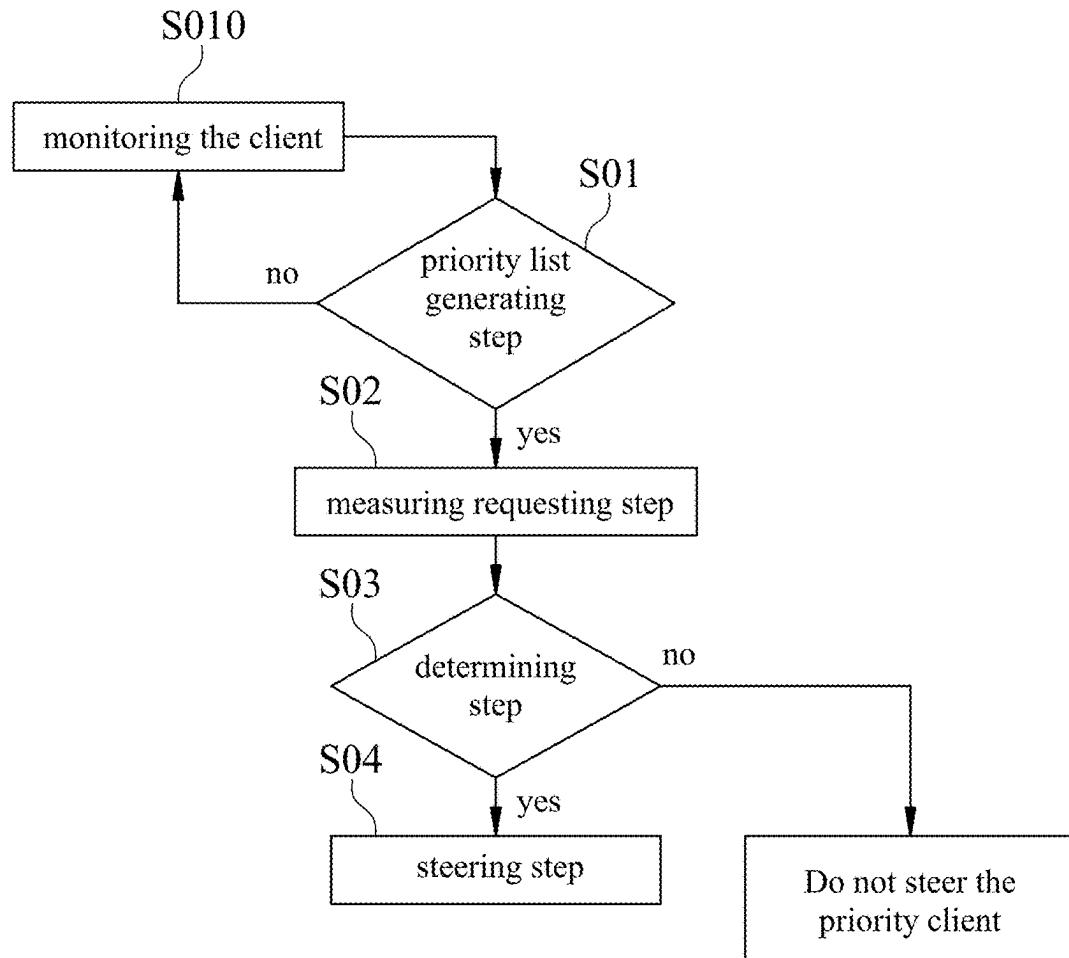 S010
monitoring the client
S01
priority list
generating
step
no
S02
yes
measuring requesting step
S03
determining
step
no
S04
yes
steering step
Do not steer the
priority client